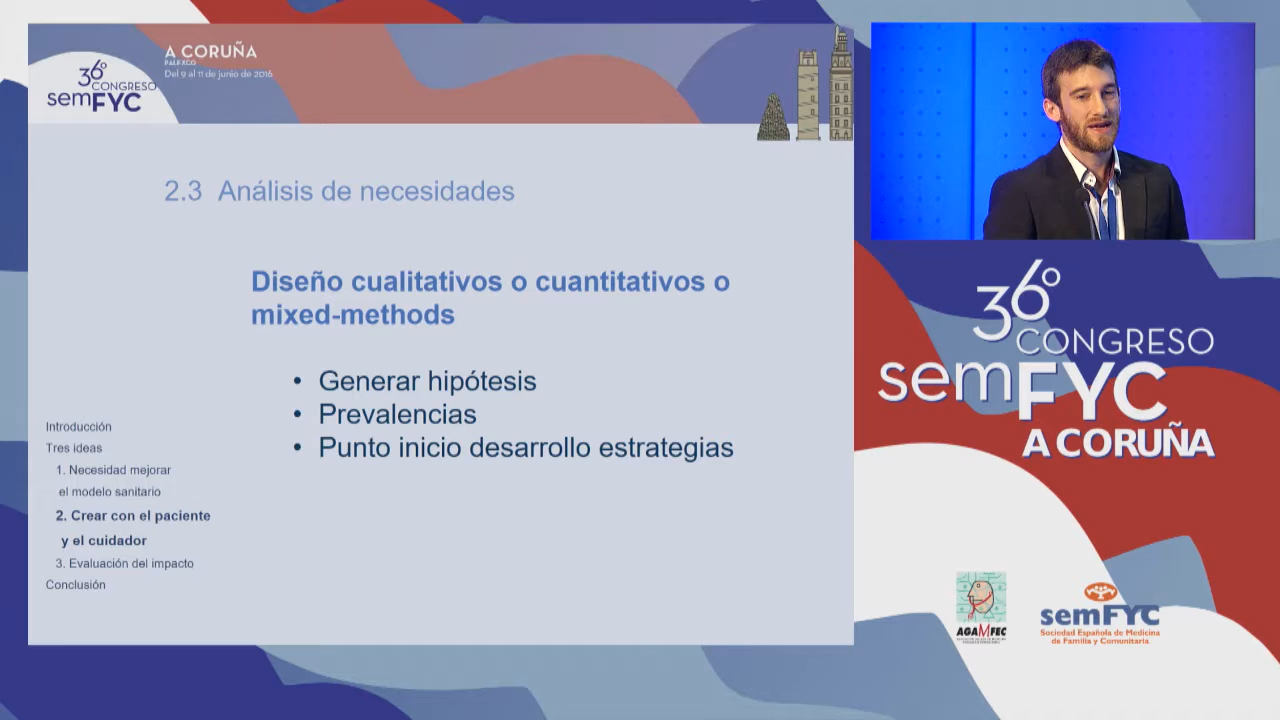 36º
CONGRESO
semFYC
A CORUÑA
PALEXCO
Del 9 al 11 de junio de 2016
2.3 Análisis de necesidades
Diseño cualitativos o cuantitativos o
mixed-methods
• Generar hipótesis
• Prevalencias
• Punto inicio desarrollo estrategias
Introducción
Tres ideas
1. Necesidad mejorar
el modelo sanitario
2. Crear con el paciente
y el cuidador
3. Evaluación del impacto
Conclusión
36º
CONGRESO
semFYC
A CORUÑA
AGAMFEC
semFYC
Sociedad Española de Medicina
de Familia y Comunitaria